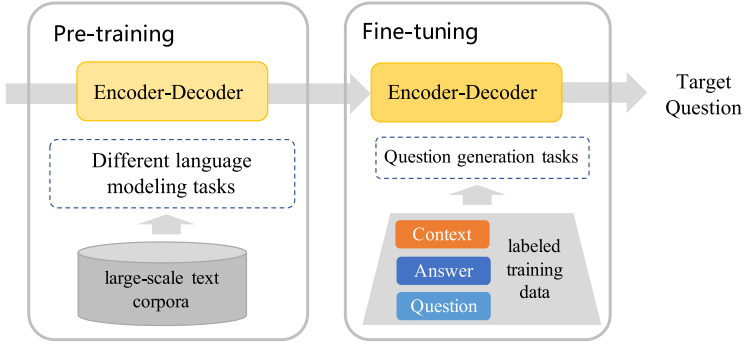 Pre-training
Encoder-Decoder
Different language
modeling tasks
large-scale text
corpora
Fine-tuning
Encoder-Decoder
Question generation tasks
Context
Answer
Question
labeled
training
data
Target
Question